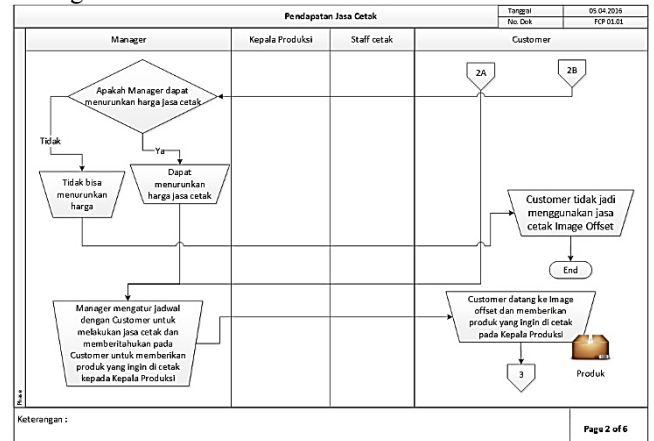 Pendapatan Jasa Cetak
Tanggal
05.04.2016
No. Dok
FCP 01.01
Manager
Kepala Produksi
Staff cetak
Customer
2A
2B
Apakah Manager dapat
menurunkan harga jasa cetak
Tidak
Ya
Tidak bisa
menurunkan
harga
Dapat
menurunkan
harga jasa cetak
Customer tidak jadi
menggunakan jasa
cetak Image Offset
End
Manager mengatur jadwal
dengan Customer untuk
melakukan jasa cetak dan
memberitahukan pada
Customer untuk memberikan
produk yang ingin di cetak
kepada Kepala Produksi
Customer datang ke Image
offset dan memberikan
produk yang ingin di cetak
pada Kepala Produksi
3
Produk
Phase
Keterangan :
Page 2 of 6